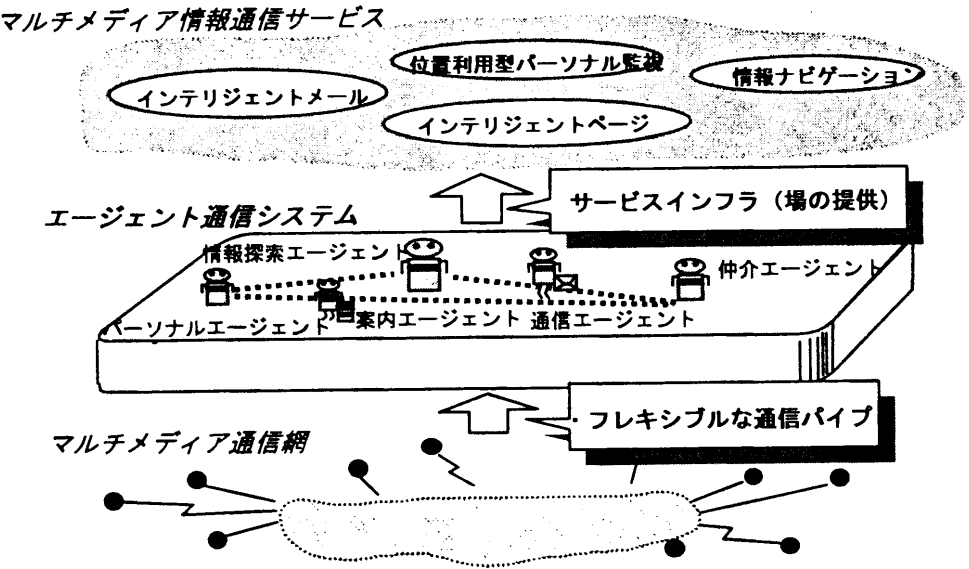 マルチメディア情報通信サービス
位置利用型パーソナル監視
情報ナビゲーション
インテリジェントメール
インテリジェントページ
サービスインフラ（場の提供）
エージェント通信システム
情報探索エージェント
仲介エージェント
パーソナルエージェント
案内エージェント
通信エージェント
・フレキシブルな通信パイプ
マルチメディア通信網